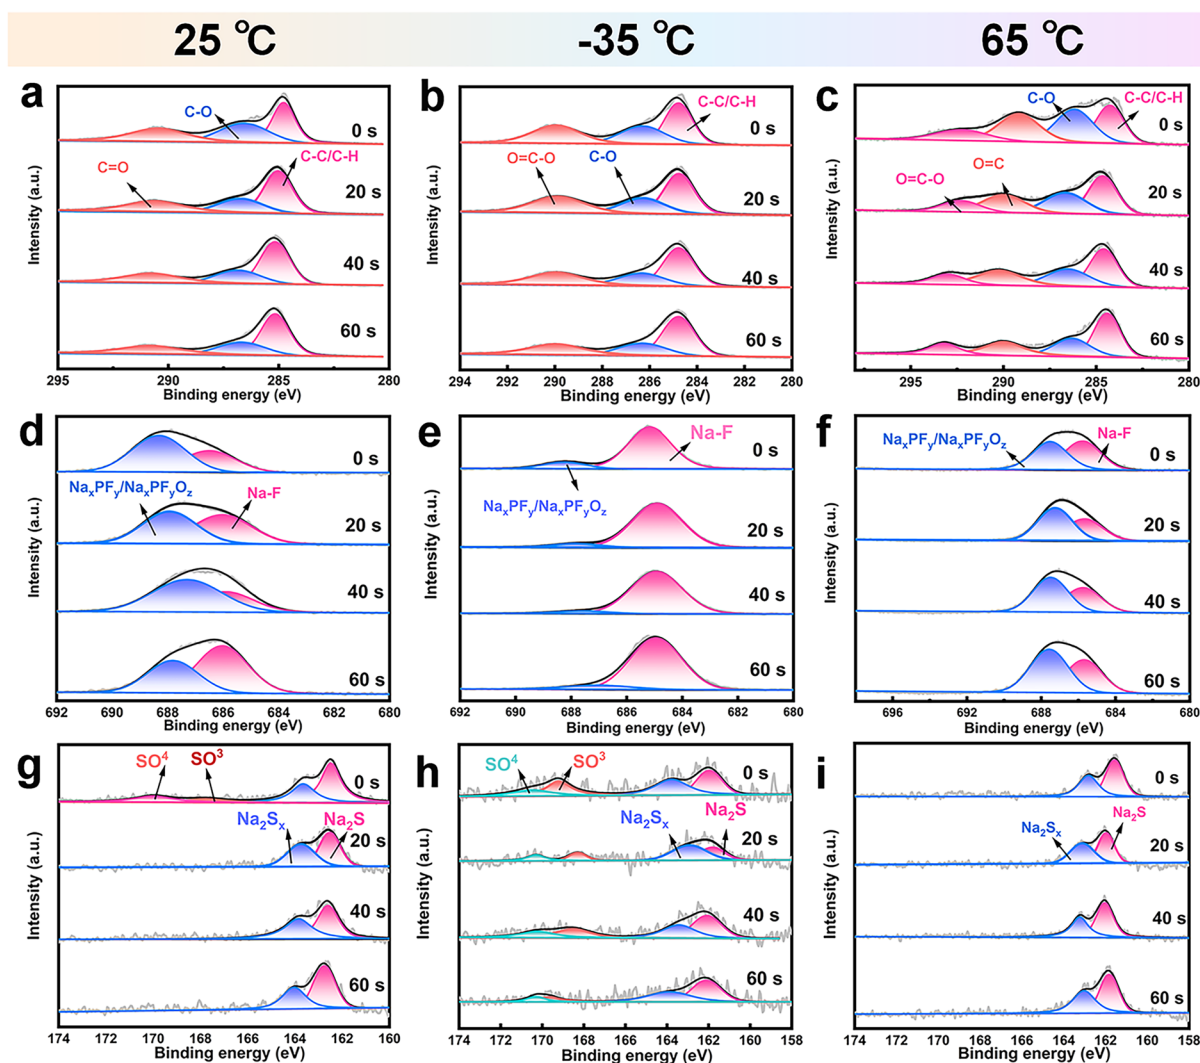 25 ℃
-35 ℃
65 ℃
a
Intensity (a.u.)
C-O
0 s
C=O
C-C/C-H
20 s
40 s
60 s
295 290 285 280
Binding energy (eV)
b
Intensity (a.u.)
C-C/C-H
0 s
O=C-O
C-O
20 s
40 s
60 s
294 292 290 288 286 284 282 280
Binding energy (eV)
c
Intensity (a.u.)
C-O
C-C/C-H
0 s
O=C-O
O=C
20 s
40 s
60 s
295 290 285 280
Binding energy (eV)
d
Intensity (a.u.)
0 s
NaxPFy/NaxPFyOz
Na-F
20 s
40 s
60 s
692 690 688 686 684 682 680
Binding energy (eV)
e
Intensity (a.u.)
Na-F
0 s
NaxPFy/NaxPFyOz
20 s
40 s
60 s
692 690 688 686 684 682 680
Binding energy (eV)
f
Intensity (a.u.)
NaxPFy/NaxPFyOz
Na-F
0 s
20 s
40 s
60 s
696 692 688 684 680
Binding energy (eV)
g
Intensity (a.u.)
SO4
SO3
0 s
Na2Sx
Na2S
20 s
40 s
60 s
174 172 170 168 166 164 162 160
Binding energy (eV)
h
Intensity (a.u.)
SO4
SO3
0 s
Na2Sx
Na2S
20 s
40 s
60 s
174 172 170 168 166 164 162 160 158
Binding energy (eV)
i
Intensity (a.u.)
0 s
Na2Sx
Na2S
20 s
40 s
60 s
174 172 170 168 166 164 162 160 158
Binding energy (eV)